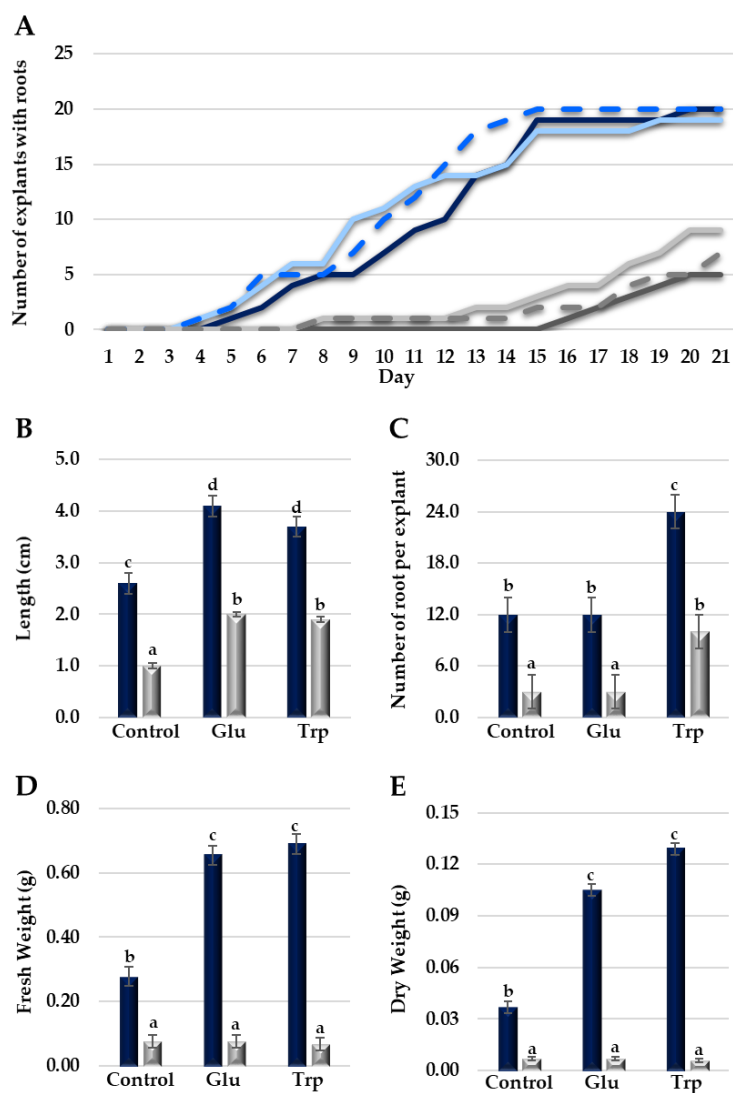 A
Number of explants with roots
25
20
15
10
5
0
1 2 3 4 5 6 7 8 9 10 11 12 13 14 15 16 17 18 19 20 21
Day
B
Length (cm)
5.0
4.0
3.0
2.0
1.0
0.0
c
a
d
b
d
b
Control Glu Trp
C
Number of root per explant
30.0
24.0
18.0
12.0
6.0
0.0
b
a
b
a
c
b
Control Glu Trp
D
Fresh Weight (g)
0.80
0.60
0.40
0.20
0.00
b
a
c
a
c
a
Control Glu Trp
E
Dry Weight (g)
0.15
0.12
0.09
0.06
0.03
0.00
b
a
c
a
c
a
Control Glu Trp